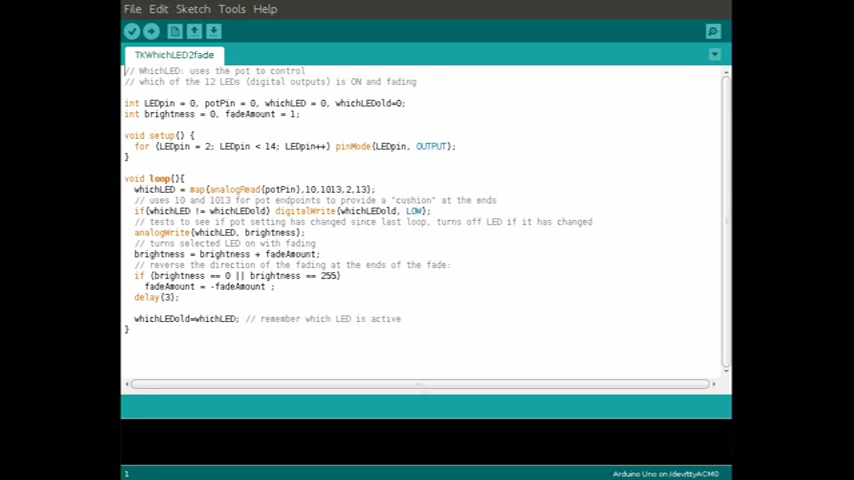 File Edit Sketch Tools Help
TKWhichLED2fade
// WhichLED: uses the pot to control
// which of the 12 LEDs (digital outputs) is ON and fading
int LEDpin = 0, potPin = 0, whichLED = 0, whichLEDold=0;
int brightness = 0, fadeAmount = 1;
void setup() {
for (LEDpin = 2; LEDpin < 14; LEDpin++) pinMode(LEDpin, OUTPUT);
}
void loop(){
whichLED = map(analogRead(potPin),10,1013,2,13);
// uses 10 and 1013 for pot endpoints to provide a "cushion" at the ends
if(whichLED != whichLEDold) digitalWrite(whichLEDold, LOW);
// tests to see if pot setting has changed since last loop, turns off LED if it has changed
analogWrite(whichLED, brightness);
// turns selected LED on with fading
brightness = brightness + fadeAmount;
// reverse the direction of the fading at the ends of the fade:
if (brightness == 0 || brightness == 255)
fadeAmount = -fadeAmount ;
delay(3);
whichLEDold=whichLED; // remember which LED is active
}
1 Arduino Uno on /dev/ttyACM0